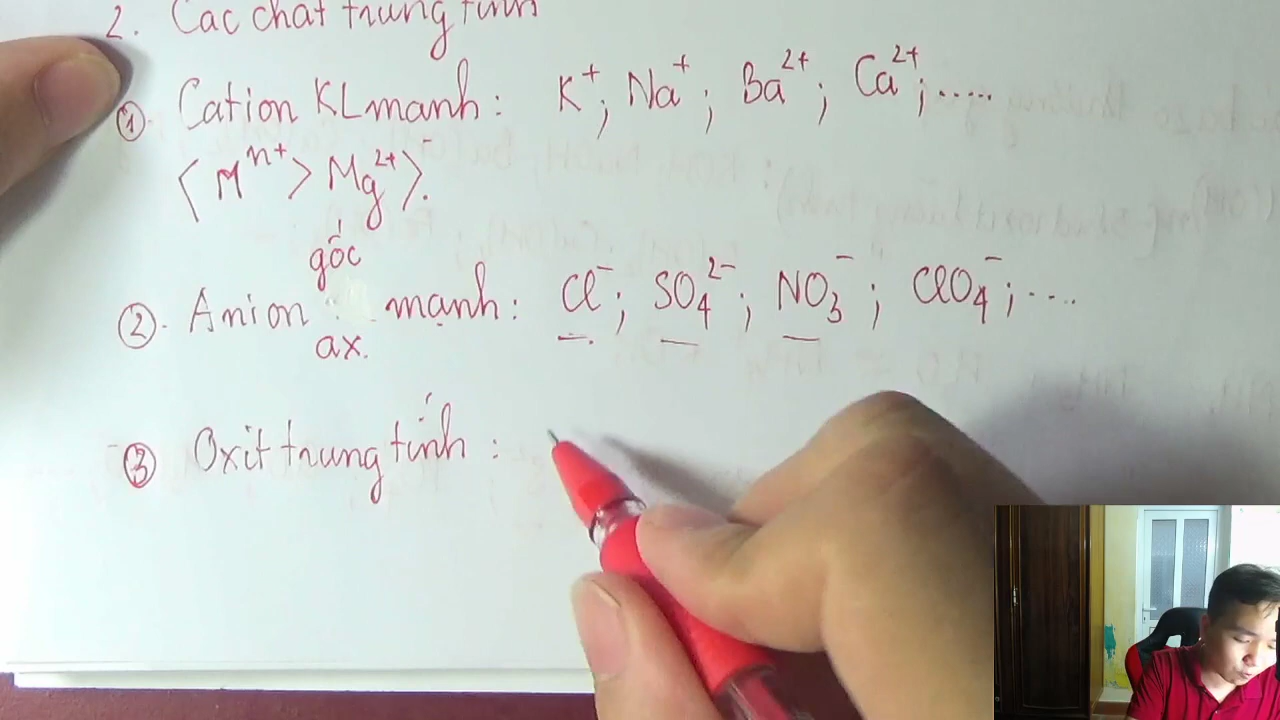 2. Các chất trung tính
① Cation KL mạnh: K⁺; Na⁺; Ba²⁺; Ca²⁺;.....
⟨Mⁿ⁺ > Mg²⁺⟩.
② Anion gốc ax. mạnh: Cl⁻; SO₄²⁻; NO₃⁻; ClO₄⁻;....
③ Oxit trung tính: